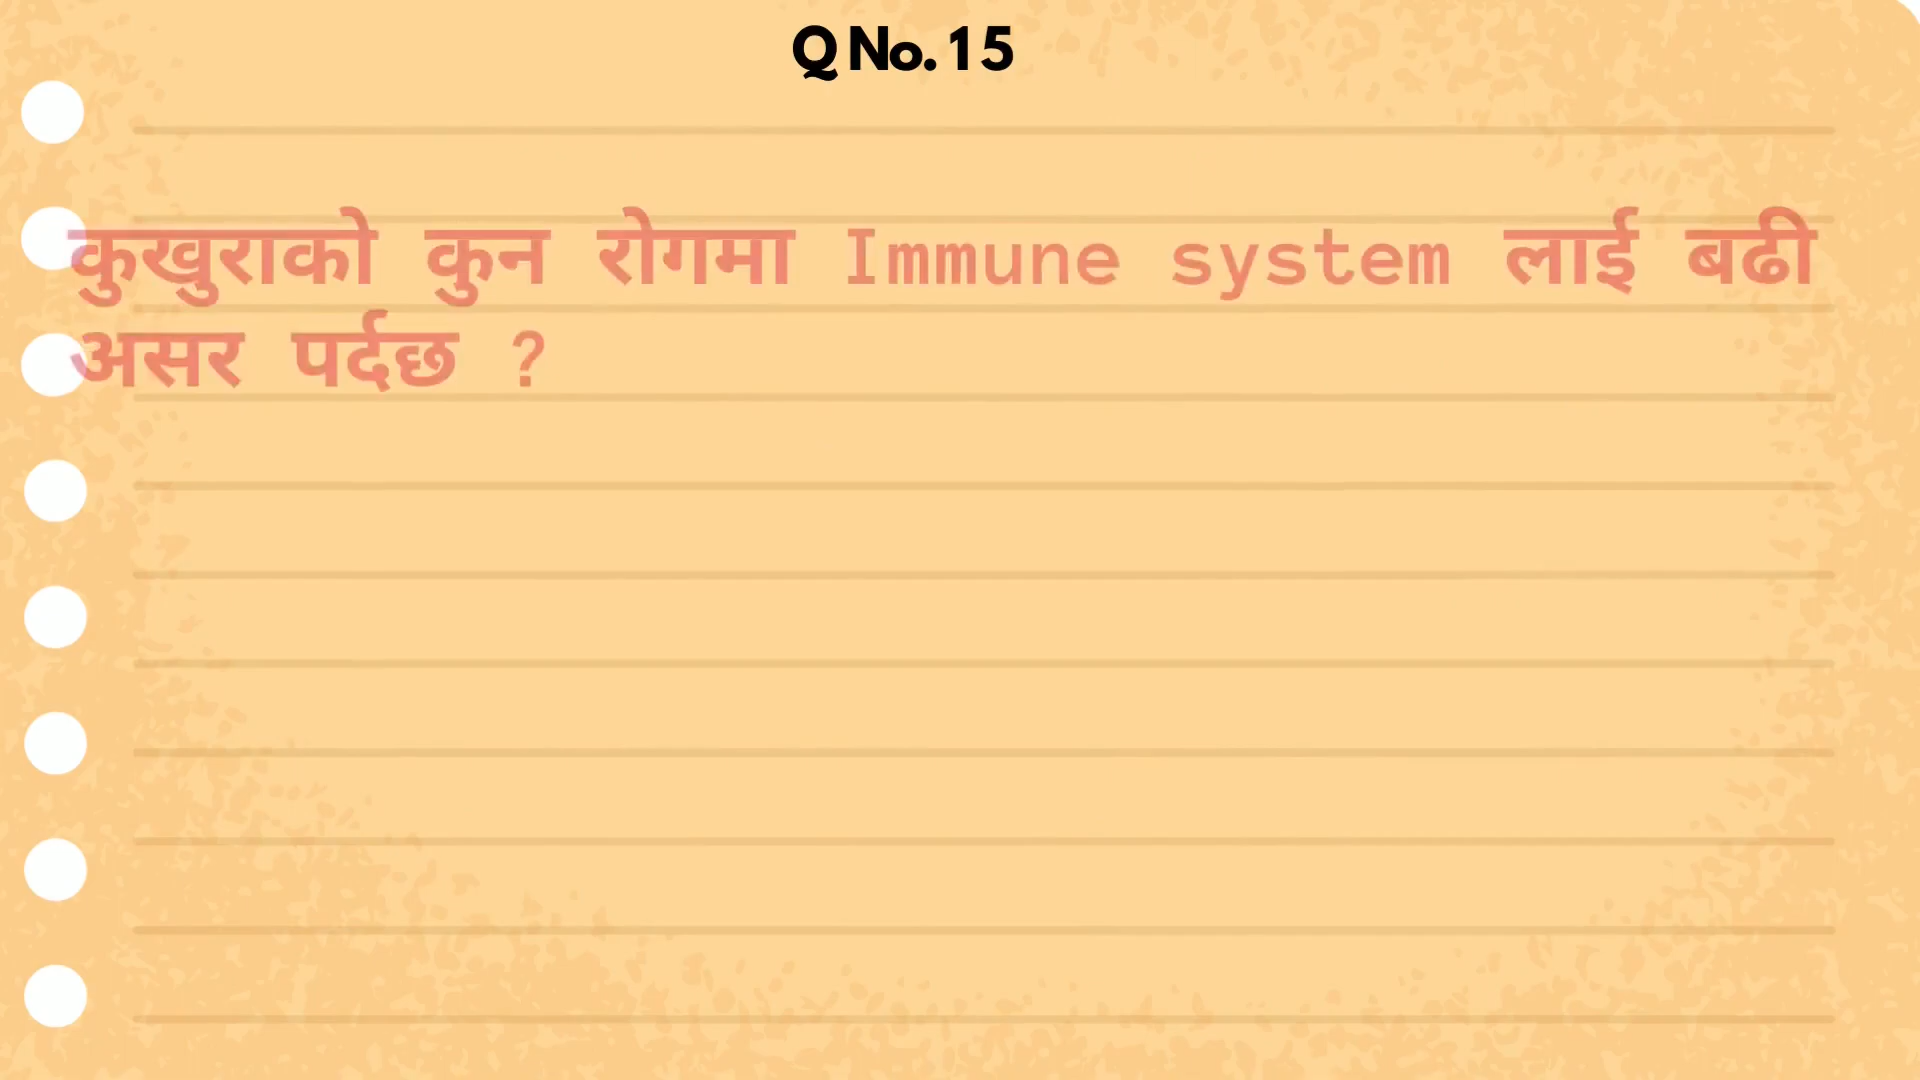 Q No. 15
कुखुराको कुन रोगमा Immune system लाई बढी
असर पर्दछ ?